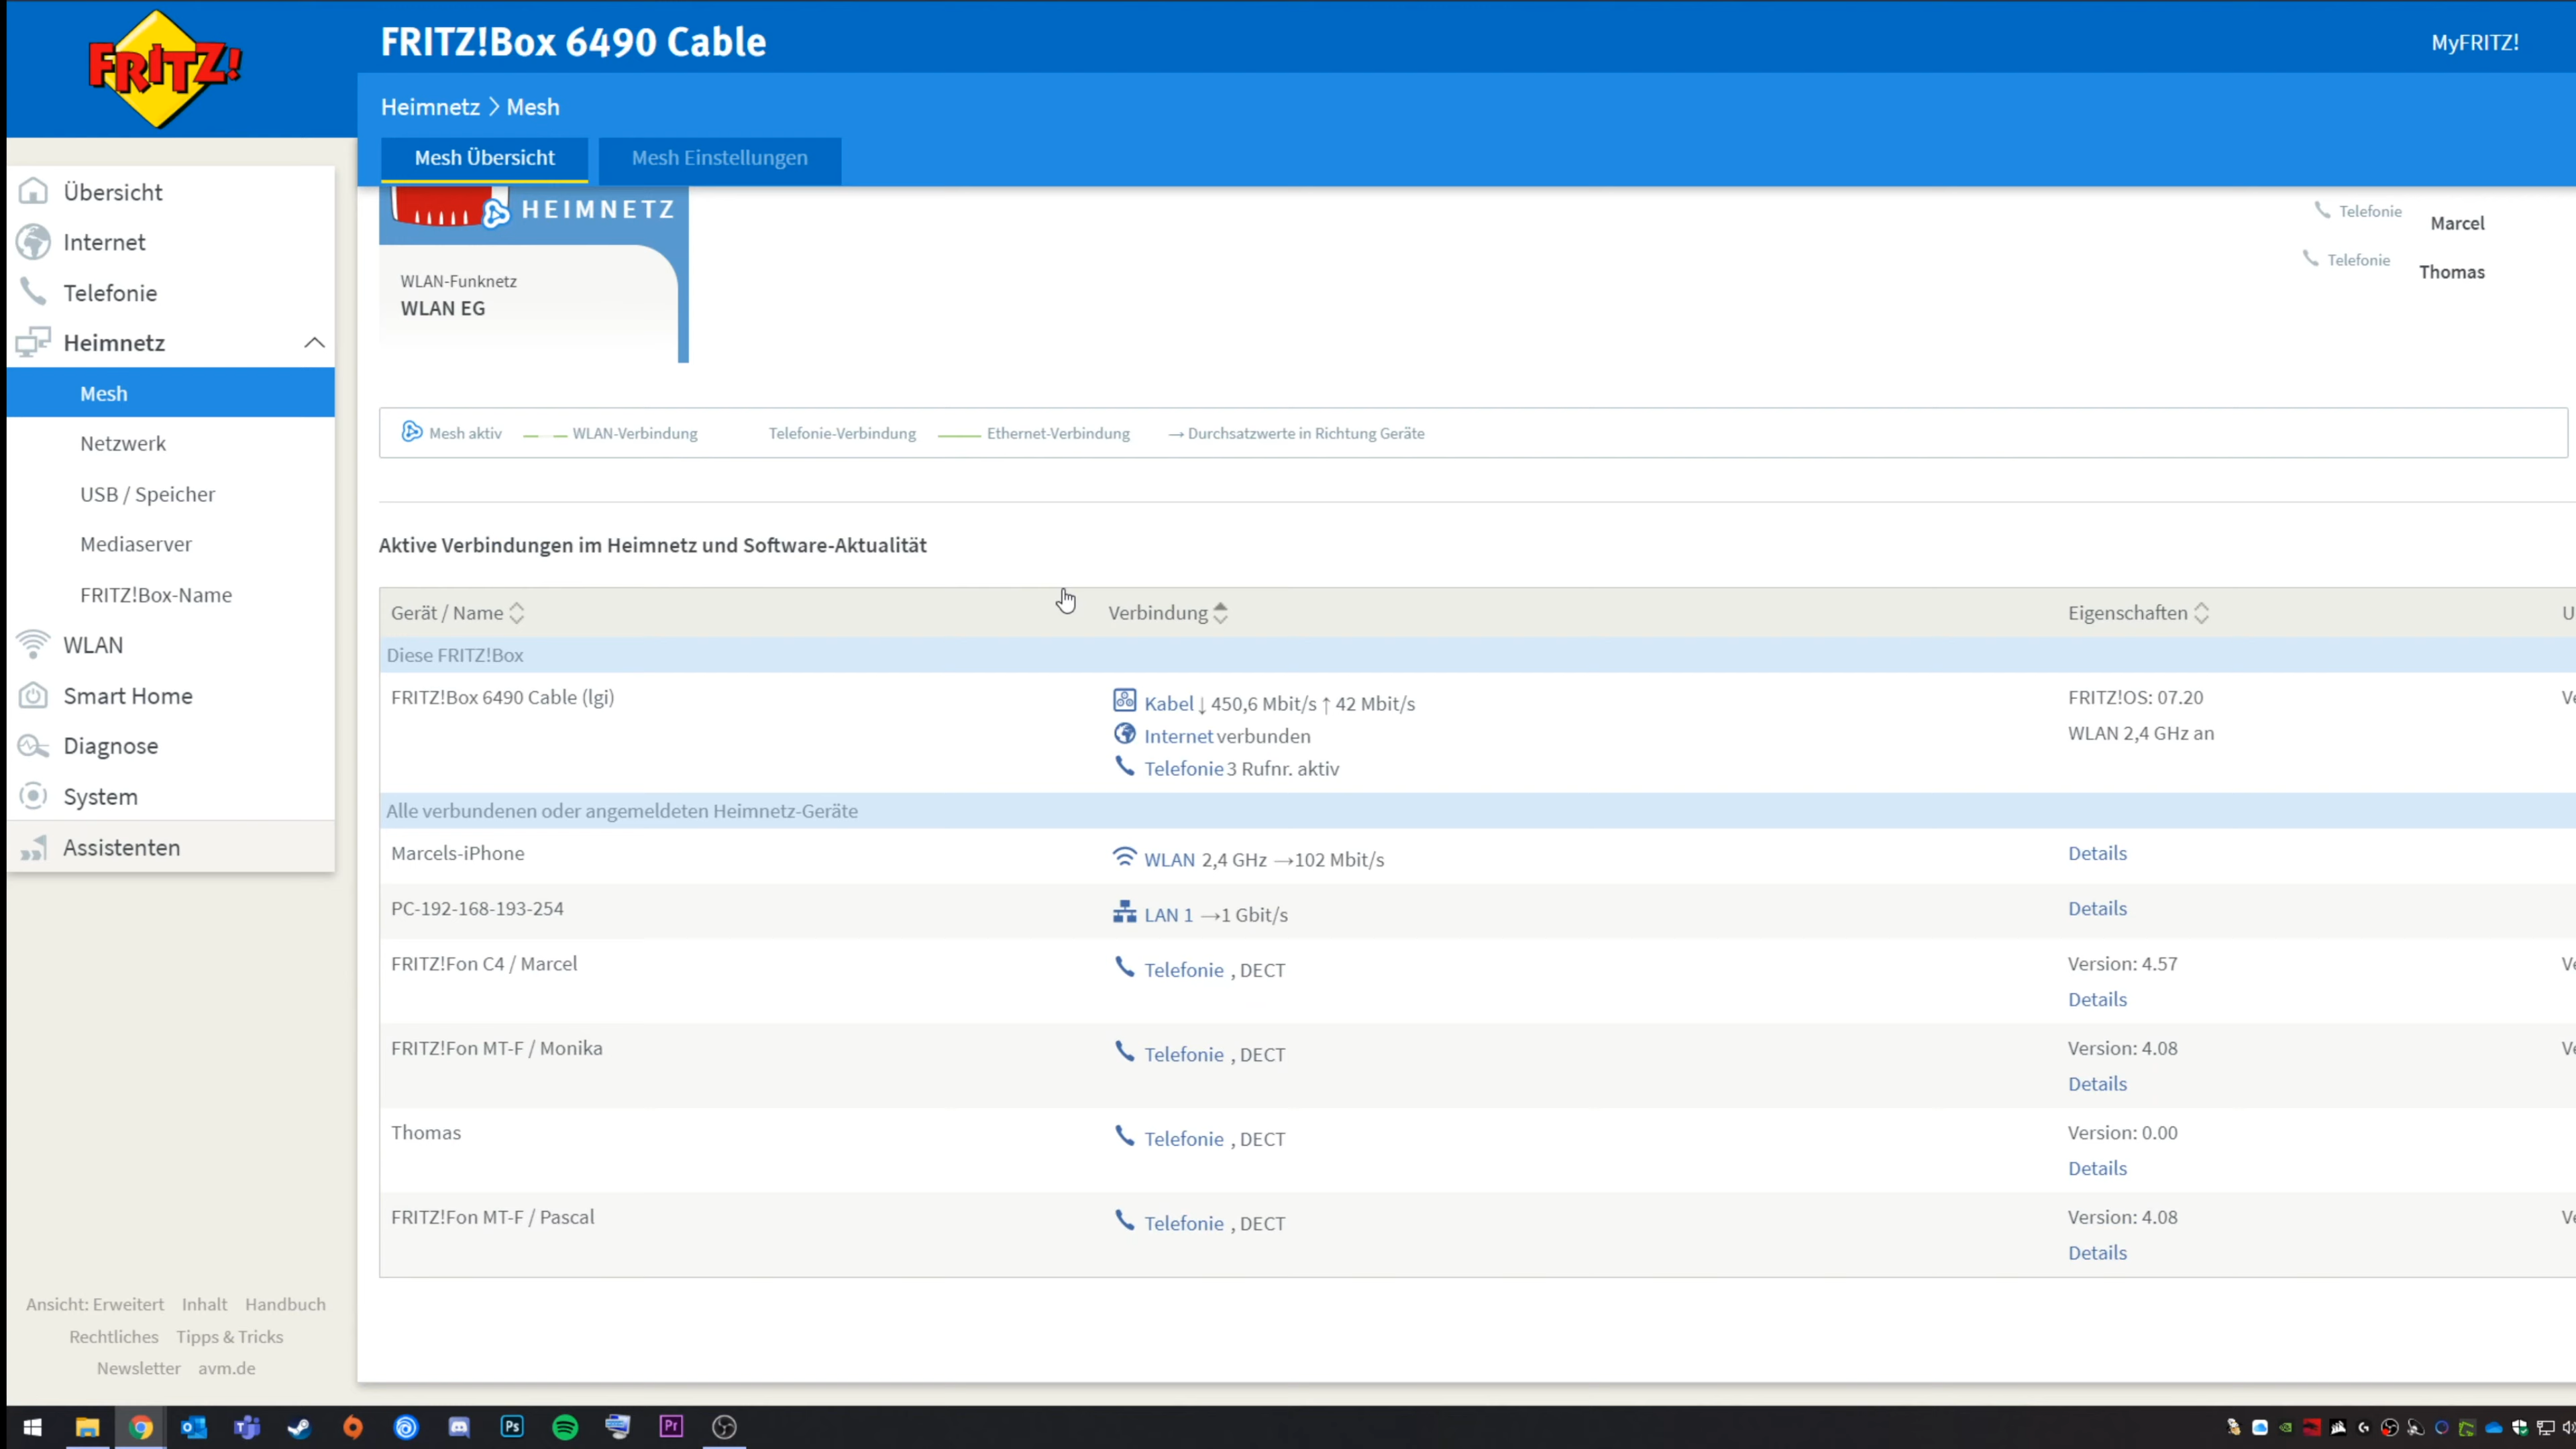 FRITZ!
FRITZ!Box 6490 Cable
MyFRITZ!
Heimnetz > Mesh
Mesh Übersicht
Mesh Einstellungen
Übersicht
Internet
Telefonie
Heimnetz
Mesh
Netzwerk
USB / Speicher
Mediaserver
FRITZ!Box-Name
WLAN
Smart Home
Diagnose
System
Assistenten
HEIMNETZ
WLAN-Funknetz
WLAN EG
Telefonie Marcel
Telefonie Thomas
Mesh aktiv WLAN-Verbindung Telefonie-Verbindung Ethernet-Verbindung → Durchsatzwerte in Richtung Geräte
Aktive Verbindungen im Heimnetz und Software-Aktualität
Gerät / Name Verbindung Eigenschaften U
Diese FRITZ!Box
FRITZ!Box 6490 Cable (lgi) Kabel ↓ 450,6 Mbit/s ↑ 42 Mbit/s FRITZ!OS: 07.20 Ve
Internet verbunden WLAN 2,4 GHz an
Telefonie 3 Rufnr. aktiv
Alle verbundenen oder angemeldeten Heimnetz-Geräte
Marcels-iPhone WLAN 2,4 GHz →102 Mbit/s Details
PC-192-168-193-254 LAN 1 →1 Gbit/s Details
FRITZ!Fon C4 / Marcel Telefonie , DECT Version: 4.57 Ve
Details
FRITZ!Fon MT-F / Monika Telefonie , DECT Version: 4.08 Ve
Details
Thomas Telefonie , DECT Version: 0.00
Details
FRITZ!Fon MT-F / Pascal Telefonie , DECT Version: 4.08 Ve
Details
Ansicht: Erweitert Inhalt Handbuch
Rechtliches Tipps & Tricks
Newsletter avm.de
Ps
Pr